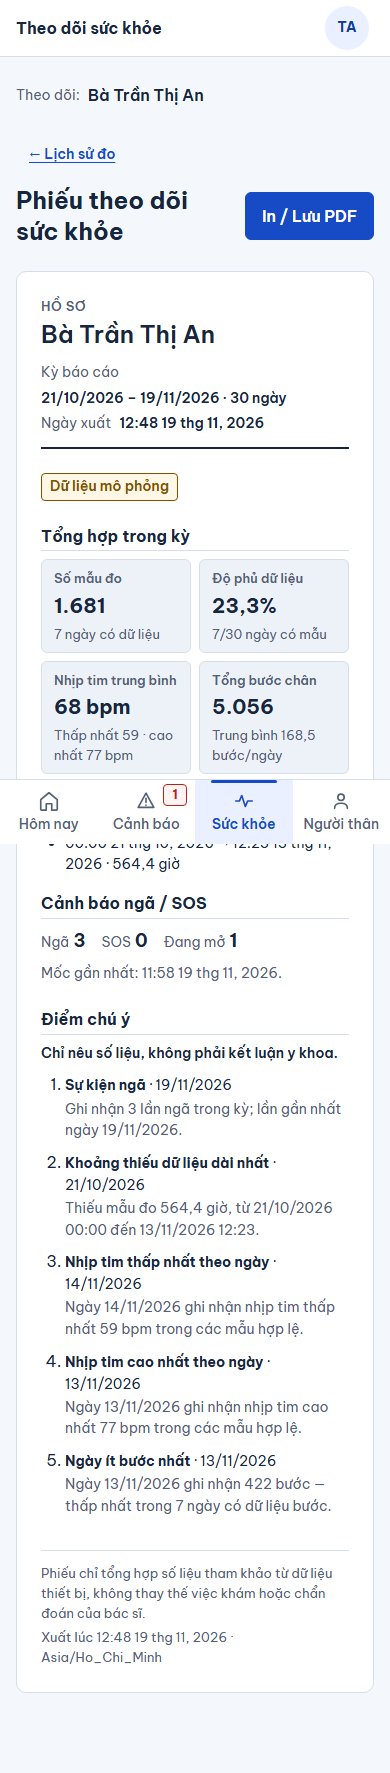 Theo dõi sức khỏe
TA
Theo dõi: Bà Trần Thị An
← Lịch sử đo
Phiếu theo dõi
sức khỏe
In / Lưu PDF
HỒ SƠ
Bà Trần Thị An
Kỳ báo cáo
21/10/2026 – 19/11/2026 · 30 ngày
Ngày xuất 12:48 19 thg 11, 2026
Dữ liệu mô phỏng
Tổng hợp trong kỳ
Số mẫu đo
1.681
7 ngày có dữ liệu
Độ phủ dữ liệu
23,3%
7/30 ngày có mẫu
Nhịp tim trung bình
68 bpm
Thấp nhất 59 · cao
nhất 77 bpm
Tổng bước chân
5.056
Trung bình 168,5
bước/ngày
Hôm nay
1
Cảnh báo
Sức khỏe
Người thân
00:00 21 thg 10, 2026 → 12:23 13 thg 11,
2026 · 564,4 giờ
Cảnh báo ngã / SOS
Ngã 3 SOS 0 Đang mở 1
Mốc gần nhất: 11:58 19 thg 11, 2026.
Điểm chú ý
Chỉ nêu số liệu, không phải kết luận y khoa.
1. Sự kiện ngã · 19/11/2026
Ghi nhận 3 lần ngã trong kỳ; lần gần nhất
ngày 19/11/2026.
2. Khoảng thiếu dữ liệu dài nhất ·
21/10/2026
Thiếu mẫu đo 564,4 giờ, từ 21/10/2026
00:00 đến 13/11/2026 12:23.
3. Nhịp tim thấp nhất theo ngày ·
14/11/2026
Ngày 14/11/2026 ghi nhận nhịp tim thấp
nhất 59 bpm trong các mẫu hợp lệ.
4. Nhịp tim cao nhất theo ngày ·
13/11/2026
Ngày 13/11/2026 ghi nhận nhịp tim cao
nhất 77 bpm trong các mẫu hợp lệ.
5. Ngày ít bước nhất · 13/11/2026
Ngày 13/11/2026 ghi nhận 422 bước —
thấp nhất trong 7 ngày có dữ liệu bước.
Phiếu chỉ tổng hợp số liệu tham khảo từ dữ liệu
thiết bị, không thay thế việc khám hoặc chẩn
đoán của bác sĩ.
Xuất lúc 12:48 19 thg 11, 2026 ·
Asia/Ho_Chi_Minh